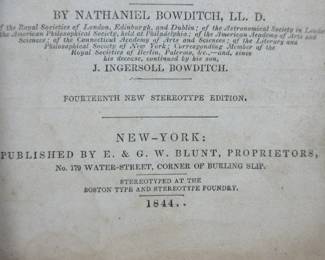 BY NATHANIEL BOWDITCH, LL. D.
of the Royal Societies of London, Edinburgh, and Dublin; of the Astronomical Society in London
the American Philosophical Society, held at Philadelphia; of the American Academy of Arts and
Sciences; of the Connecticut Academy of Arts and Sciences; of the Literary and
Philosophical Society of New York; Corresponding Member of the
Royal Societies of Berlin, Palermo, &c.,—and, since
his decease, continued by his son,
J. INGERSOLL BOWDITCH.
FOURTEENTH NEW STEREOTYPE EDITION.
NEW-YORK:
PUBLISHED BY E. & G. W. BLUNT, PROPRIETORS,
No. 179 WATER-STREET, CORNER OF BURLING SLIP.
STEREOTYPED AT THE
BOSTON TYPE AND STEREOTYPE FOUNDRY.
1844..